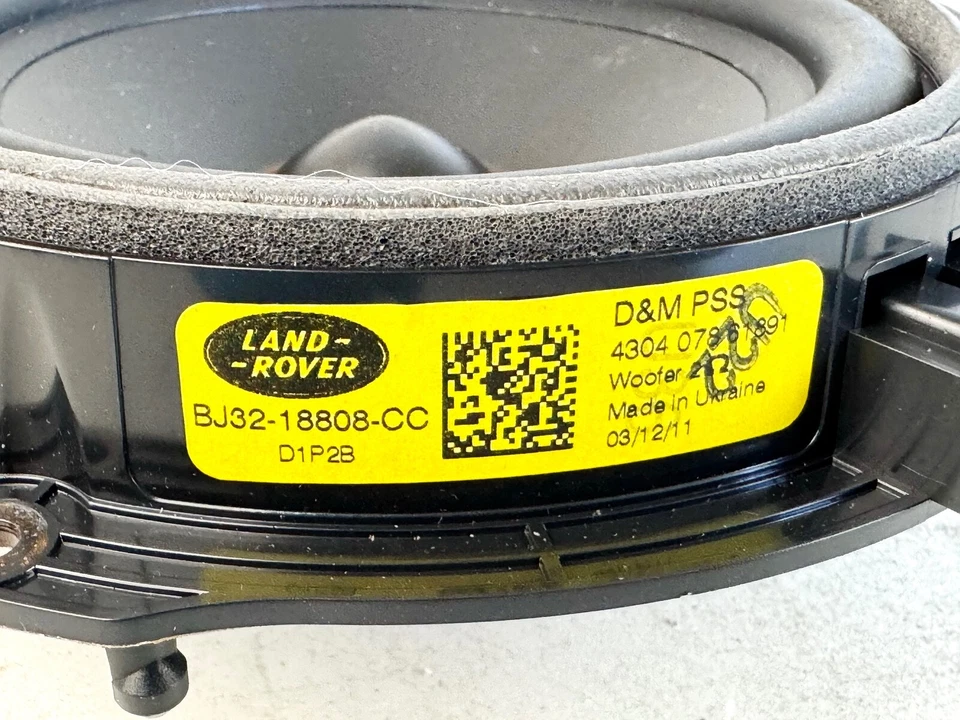 LAND-
-ROVER
BJ32-18808-CC
D1P2B
D&M PSS
4304
Woofer
Made in Ukraine
03/12/11